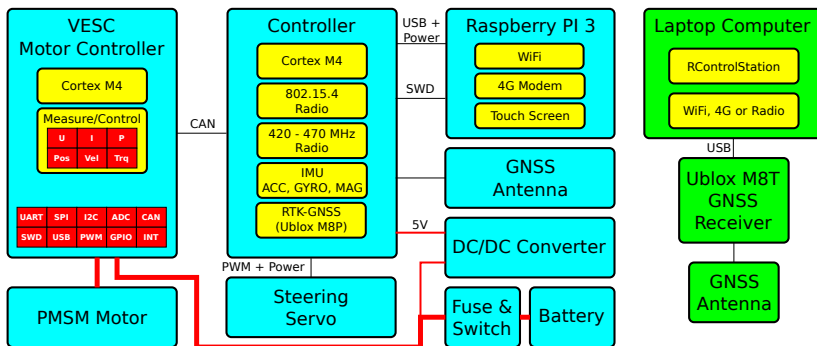 VESC
Motor Controller
Cortex M4
Measure/Control
U I P
Pos Vel Trq
UART SPI I2C ADC CAN
SWD USB PWM GPIO INT
PMSM Motor
CAN
Controller
Cortex M4
802.15.4
Radio
420 - 470 MHz
Radio
IMU
ACC, GYRO, MAG
RTK-GNSS
(Ublox M8P)
PWM + Power
Steering
Servo
USB +
Power
SWD
5V
Raspberry PI 3
WiFi
4G Modem
Touch Screen
GNSS
Antenna
DC/DC Converter
Fuse &
Switch
Battery
Laptop Computer
RControlStation
WiFi, 4G or Radio
USB
Ublox M8T
GNSS
Receiver
GNSS
Antenna